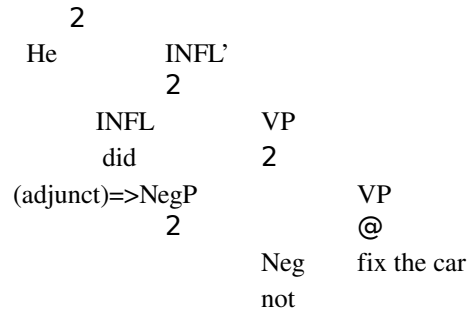 2
He INFL’
2
INFL VP
did 2
(adjunct)=>NegP VP
2 @
Neg fix the car
not